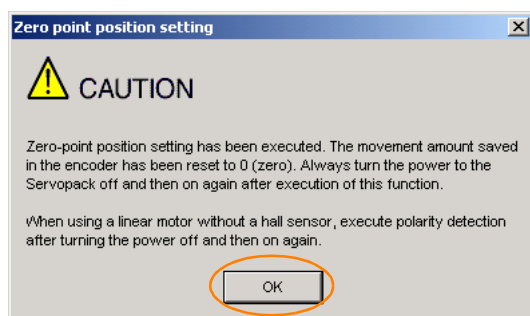 Zero point position setting
CAUTION
Zero-point position setting has been executed. The movement amount saved
in the encoder has been reset to 0 (zero). Always turn the power to the
Servopack off and then on again after execution of this function.
When using a linear motor without a hall sensor, execute polarity detection
after turning the power off and then on again.
OK